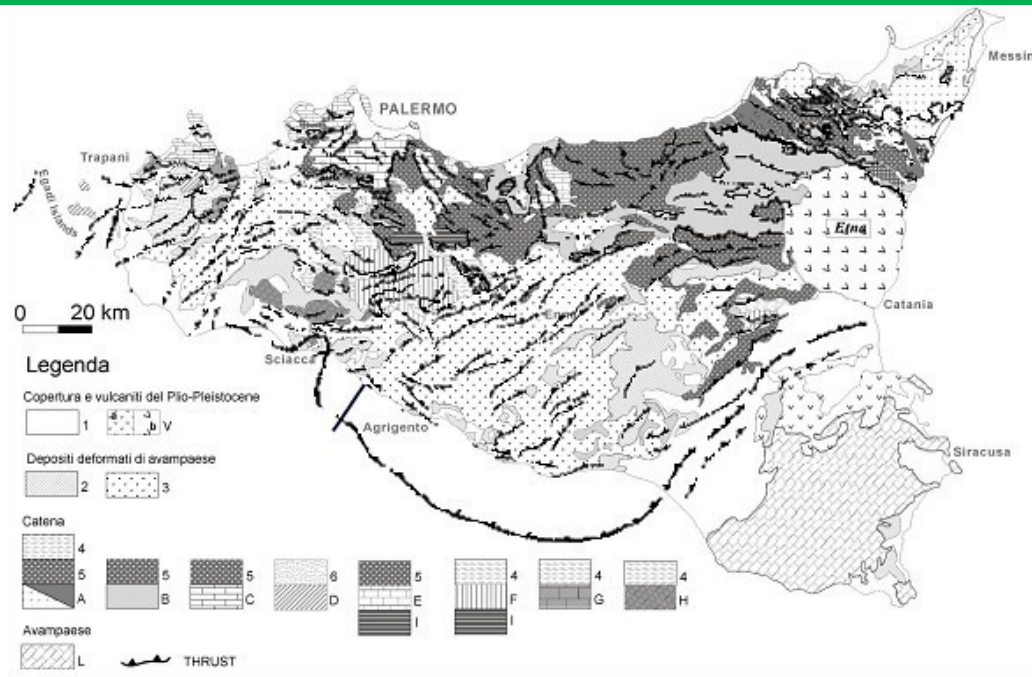 Messin
PALERMO
Trapani
Egadi Islands
Etna
0 20 km
Catania
Enna
Sciacca
Legenda
Copertura e vulcaniti del Plio-Pleistocene
1 a b V
Agrigento
Depositi deformati di avampaese
Siracusa
2 3
Catena
4
5 5 5 6 5 4 4 4
A B C D E F G H
I I
Avampaese
L THRUST